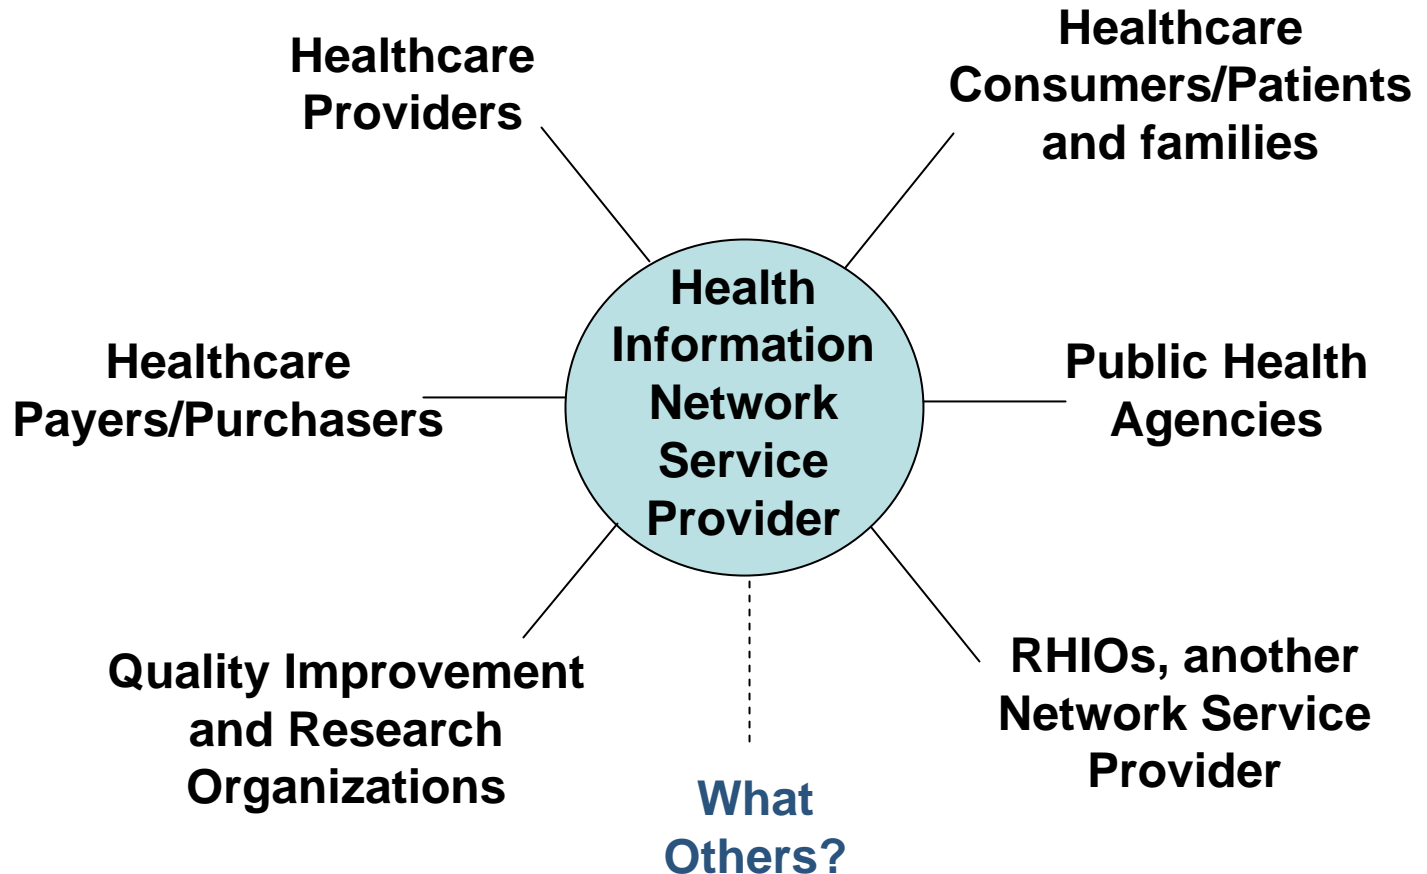 Healthcare
Providers
Healthcare
Consumers/Patients
and families
Health
Information
Network
Service
Provider
Healthcare
Payers/Purchasers
Public Health
Agencies
Quality Improvement
and Research
Organizations
RHIOs, another
Network Service
Provider
What
Others?